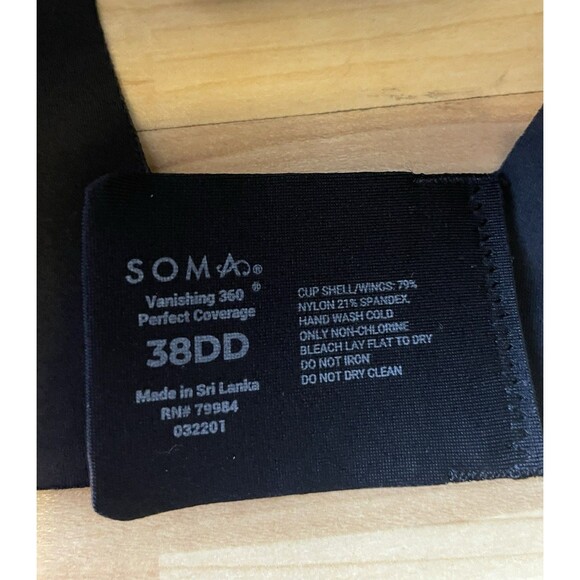 SOMA®
Vanishing 360®
Perfect Coverage
38DD
Made in Sri Lanka
RN# 79984
032201
CUP SHELL/WINGS: 79%
NYLON 21% SPANDEX.
HAND WASH COLD
ONLY NON-CHLORINE
BLEACH LAY FLAT TO DRY
DO NOT IRON
DO NOT DRY CLEAN